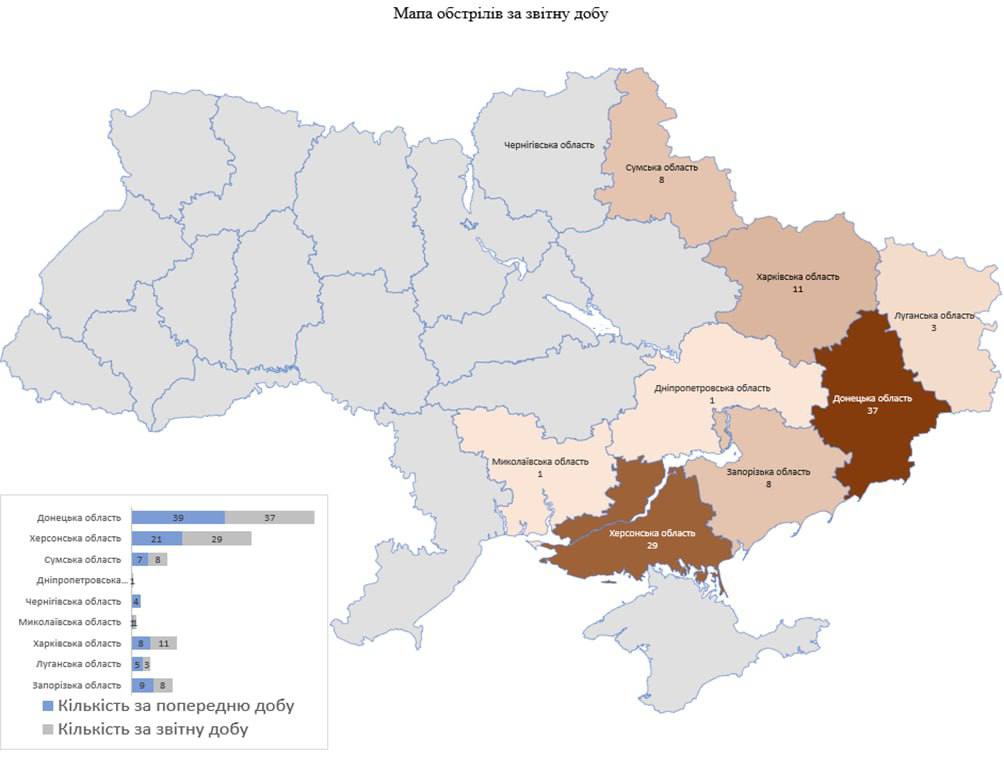 Мапа обстрілів за звітну добу
Чернігівська область
Сумська область
8
Харківська область
11
Луганська область
3
Дніпропетровська область
1
Донецька область
37
Миколаївська область
1
Запорізька область
8
Херсонська область
29
Донецька область 39 37
Херсонська область 21 29
Сумська область 7 8
Дніпропетровська... 1
Чернігівська область 4
Миколаївська область 1
Харківська область 8 11
Луганська область 5 3
Запорізька область 9 8
Кількість за попередню добу
Кількість за звітну добу